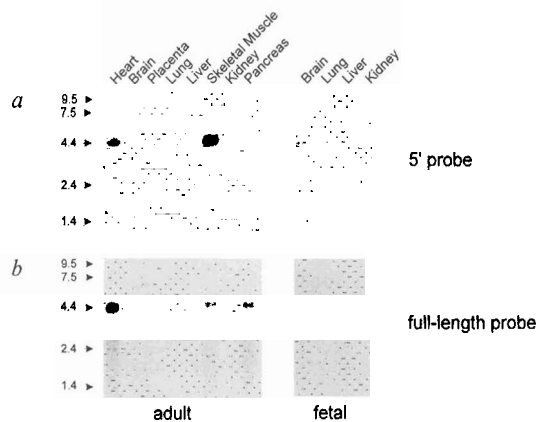 Heart Brain Placenta Lung Liver Skeletal Muscle Kidney Pancreas Brain Lung Liver Kidney
a
9.5
7.5
4.4
5' probe
2.4
1.4
b
9.5
7.5
4.4
full-length probe
2.4
1.4
adult fetal